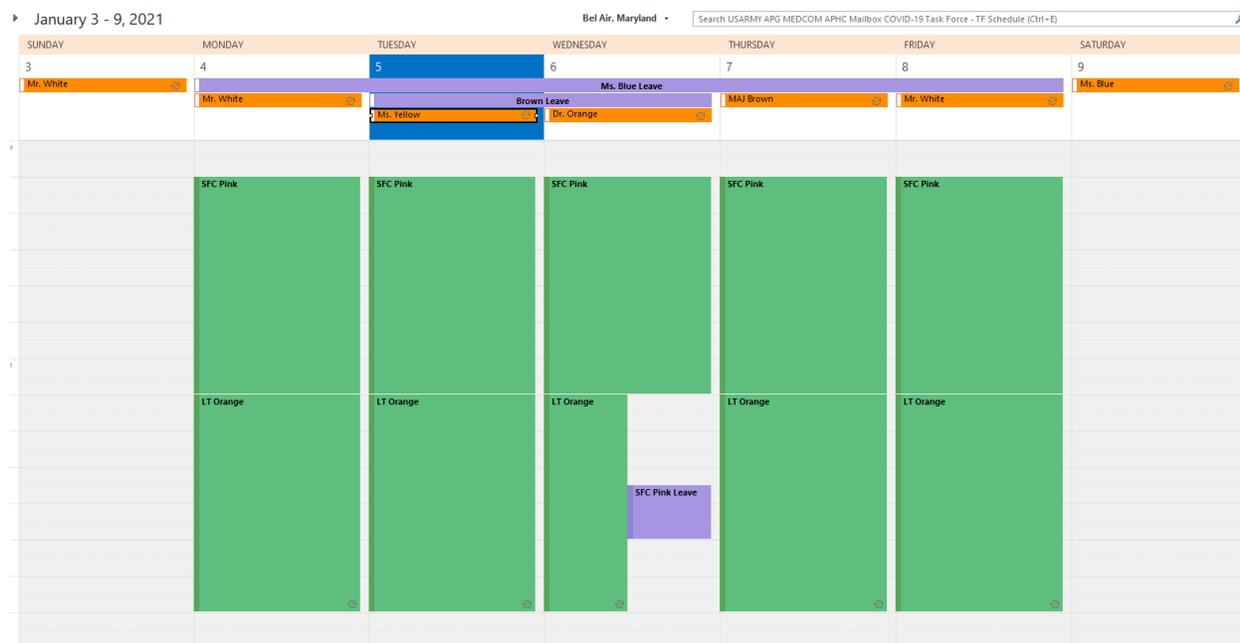 January 3 - 9, 2021
Bel Air, Maryland
Search USARMY APG MEDCOM APHC Mailbox COVID-19 Task Force - TF Schedule (Ctrl+E)
SUNDAY MONDAY TUESDAY WEDNESDAY THURSDAY FRIDAY SATURDAY
3 4 5 6 7 8 9
Mr. White Ms. Blue Leave Ms. Blue
Mr. White Brown Leave MAJ Brown Mr. White
Ms. Yellow Dr. Orange
SFC Pink SFC Pink SFC Pink SFC Pink SFC Pink
LT Orange LT Orange LT Orange LT Orange LT Orange
SFC Pink Leave